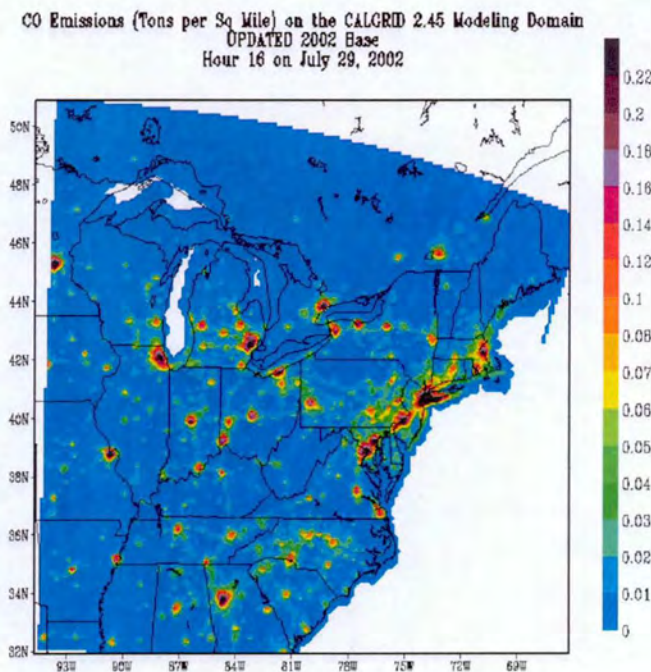 CO Emissions (Tons per Sq Mile) on the CALGRID 2.45 Modeling Domain
UPDATED 2002 Base
Hour 16 on July 29, 2002
0.22
0.2
0.18
0.16
0.14
0.12
0.1
0.08
0.07
0.06
0.05
0.04
0.03
0.02
0.01
0
50N
48N
46N
44N
42N
40N
38N
36N
34N
32N
93W
90W
87W
84W
81W
78W
75W
72W
69W